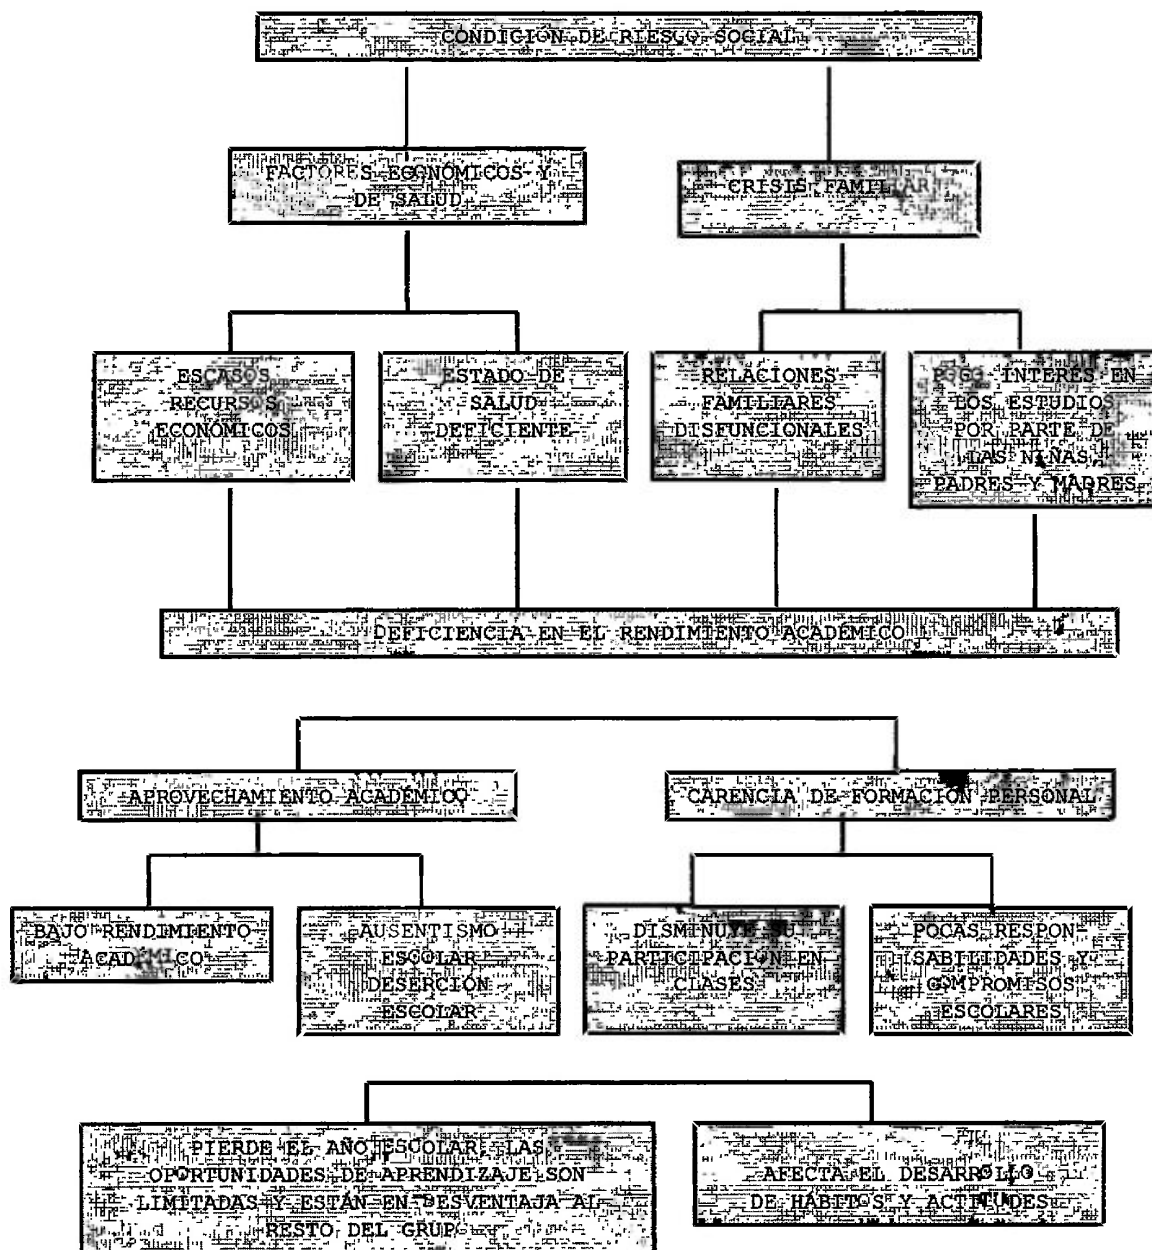 CONDICIÓN DE RIESGO SOCIAL
FACTORES ECONÓMICOS Y
DE SALUD
CRISIS FAMILIAR
ESCASOS
RECURSOS
ECONÓMICOS
ESTADO DE
SALUD
DEFICIENTE
RELACIONES
FAMILIARES
DISFUNCIONALES
POCO INTERES EN
LOS ESTUDIOS
POR PARTE DE
LAS NIÑAS,
PADRES Y MADRES
DEFICIENCIA EN EL RENDIMIENTO ACADÉMICO
APROVECHAMIENTO ACADÉMICO
CARENCIA DE FORMACIÓN PERSONAL
BAJO RENDIMIENTO
ACADÉMICO
AUSENTISMO
ESCOLAR
DESERCIÓN
ESCOLAR
DISMINUYE SU
PARTICIPACIÓN EN
CLASES
POCAS RESPON
SABILIDADES Y
COMPROMISOS
ESCOLARES
PIERDE EL AÑO ESCOLAR, LAS
OPORTUNIDADES DE APRENDIZAJE SON
LIMITADAS Y ESTÁN EN DESVENTAJA AL
RESTO DEL GRUPO
AFECTA EL DESARROLLO
DE HÁBITOS Y ACTITUDES